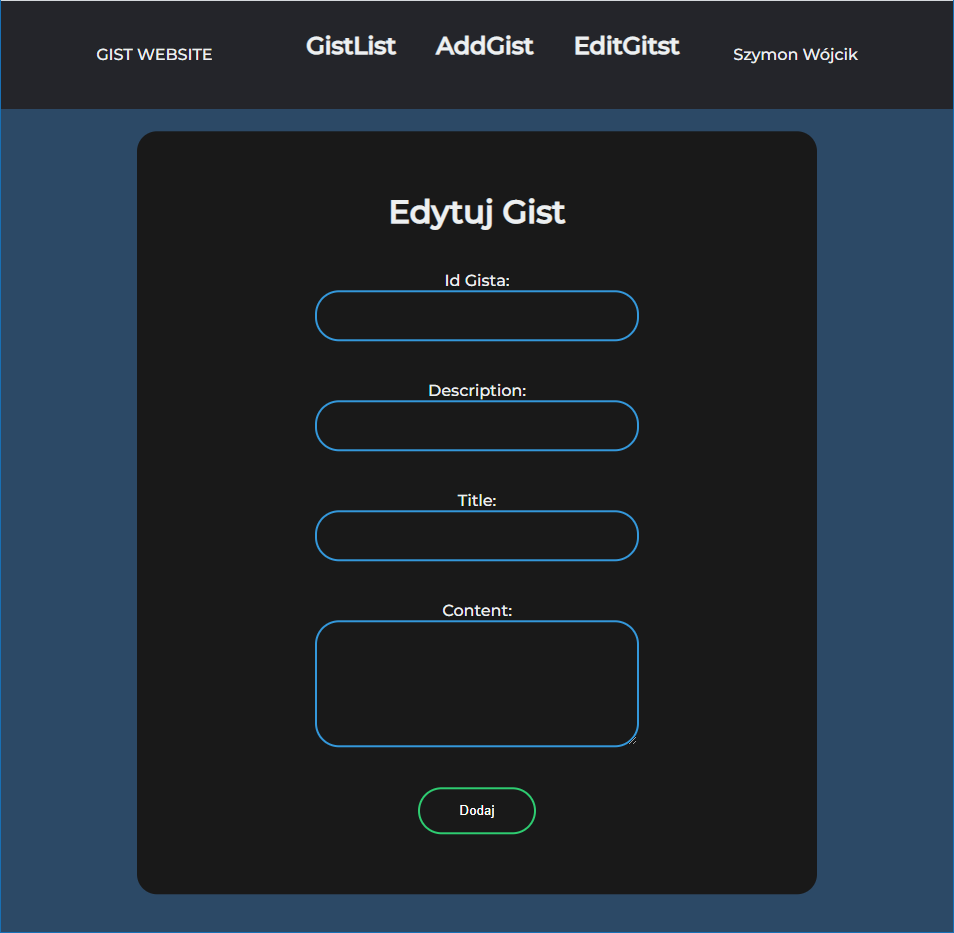 GIST WEBSITE GistList AddGist EditGitst Szymon Wójcik
Edytuj Gist
Id Gista:
Description:
Title:
Content:
Dodaj